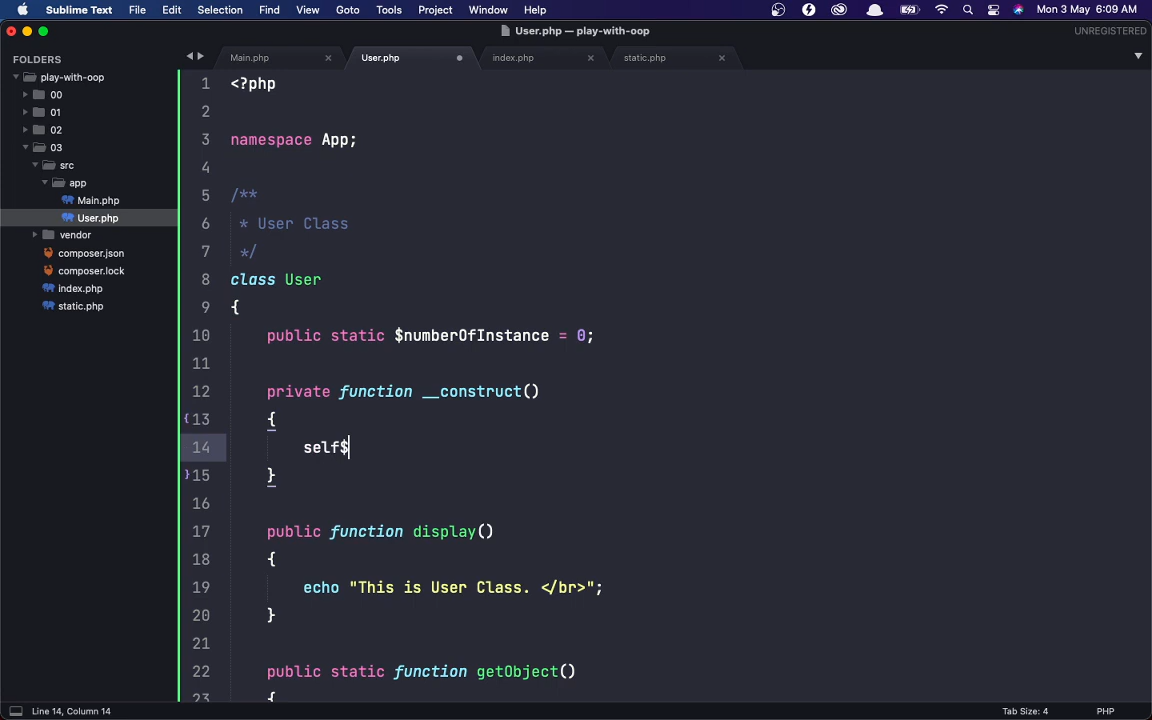 Sublime Text File Edit Selection Find View Goto Tools Project Window Help Mon 3 May 6:09 AM
User.php — play-with-oop UNREGISTERED
FOLDERS
play-with-oop
00
01
02
03
src
app
Main.php
User.php
vendor
composer.json
composer.lock
index.php
static.php
Main.php User.php index.php static.php
1 <?php
2
3 namespace App;
4
5 /**
6 * User Class
7 */
8 class User
9 {
10 public static $numberOfInstance = 0;
11
12 private function __construct()
{ 13 {
14 self$
} 15 }
16
17 public function display()
18 {
19 echo "This is User Class. </br>";
20 }
21
22 public static function getObject()
23 {
Line 14, Column 14 Tab Size: 4 PHP